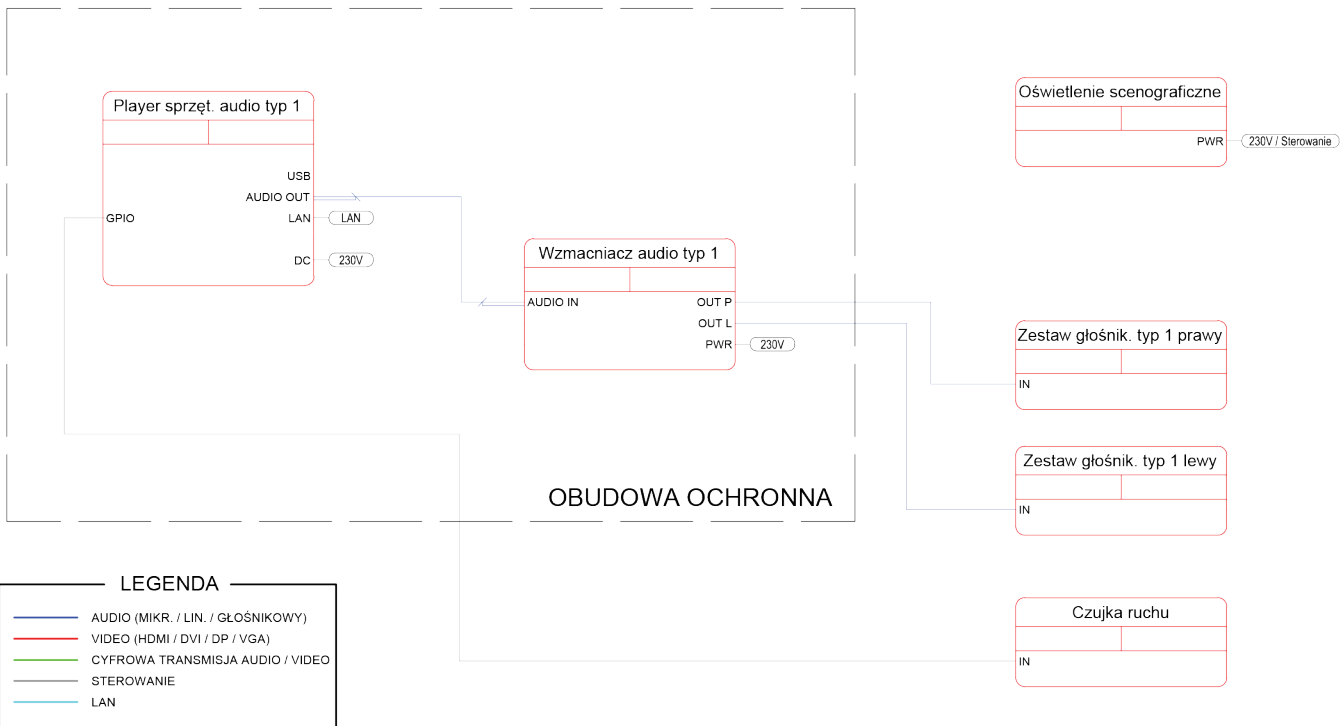 Player sprzęt. audio typ 1
USB
AUDIO OUT
GPIO
LAN
LAN
DC
230V
Wzmacniacz audio typ 1
AUDIO IN
OUT P
OUT L
PWR
230V
OBUDOWA OCHRONNA
Oświetlenie scenograficzne
PWR
230V / Sterowanie
Zestaw głośnik. typ 1 prawy
IN
Zestaw głośnik. typ 1 lewy
IN
Czujka ruchu
IN
LEGENDA
AUDIO (MIKR. / LIN. / GŁOŚNIKOWY)
VIDEO (HDMI / DVI / DP / VGA)
CYFROWA TRANSMISJA AUDIO / VIDEO
STEROWANIE
LAN